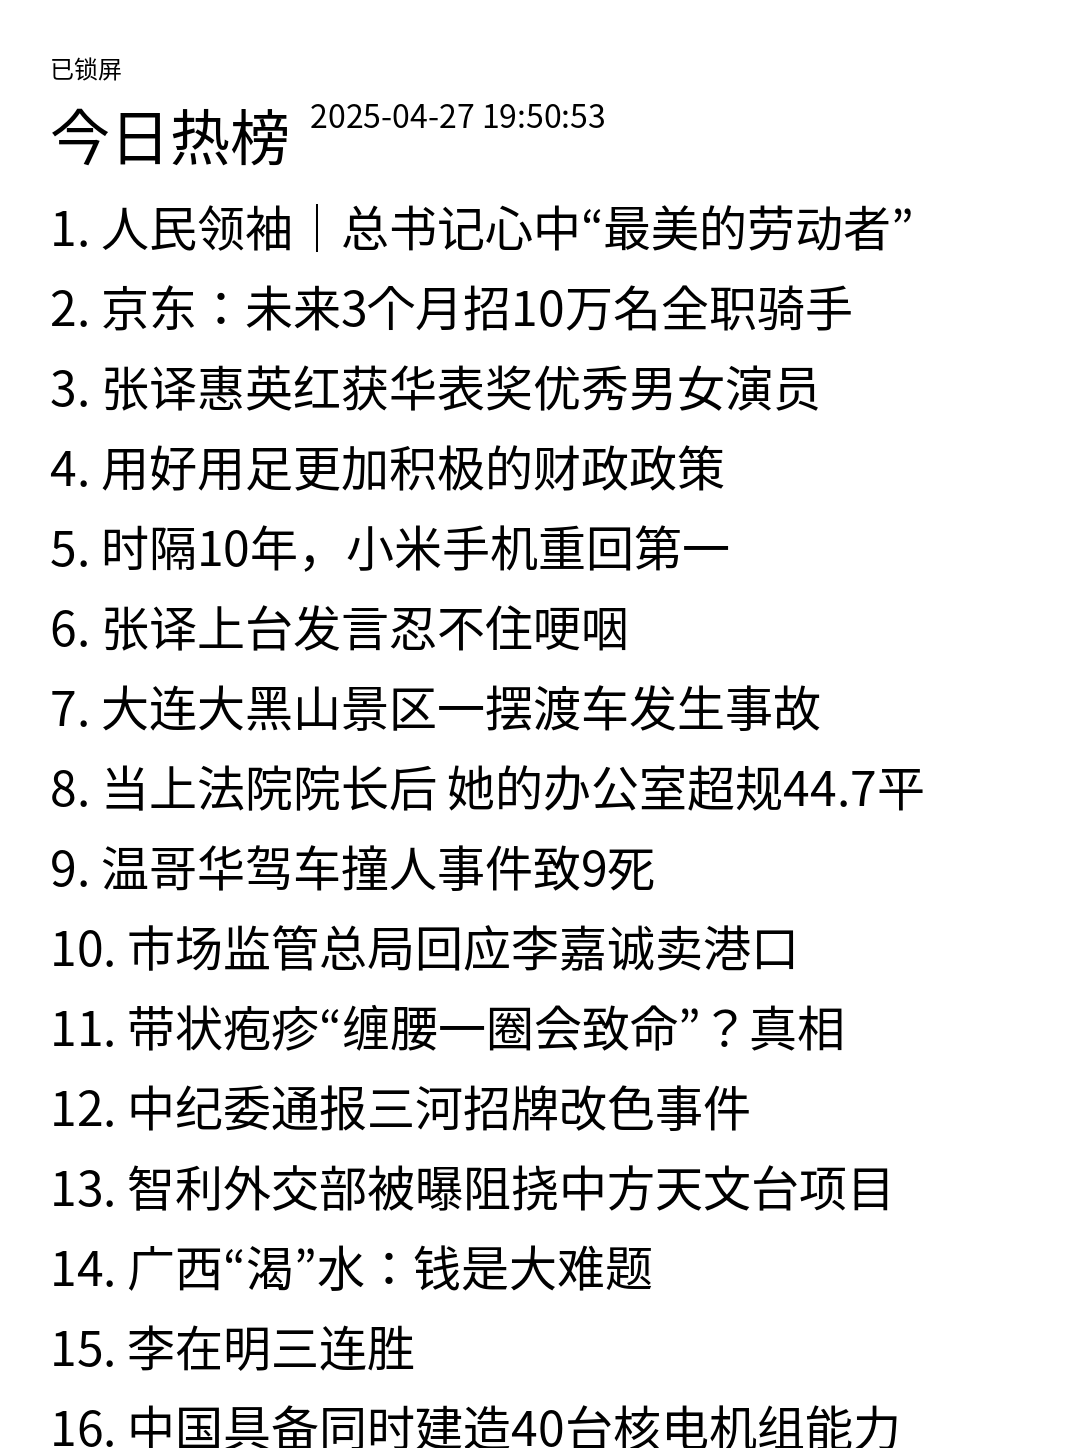 已锁屏
今日热榜 2025-04-27 19:50:53
1. 人民领袖｜总书记心中“最美的劳动者”
2. 京东：未来3个月招10万名全职骑手
3. 张译惠英红获华表奖优秀男女演员
4. 用好用足更加积极的财政政策
5. 时隔10年，小米手机重回第一
6. 张译上台发言忍不住哽咽
7. 大连大黑山景区一摆渡车发生事故
8. 当上法院院长后 她的办公室超规44.7平
9. 温哥华驾车撞人事件致9死
10. 市场监管总局回应李嘉诚卖港口
11. 带状疱疹“缠腰一圈会致命”？真相
12. 中纪委通报三河招牌改色事件
13. 智利外交部被曝阻挠中方天文台项目
14. 广西“渴”水：钱是大难题
15. 李在明三连胜
16. 中国具备同时建造40台核电机组能力